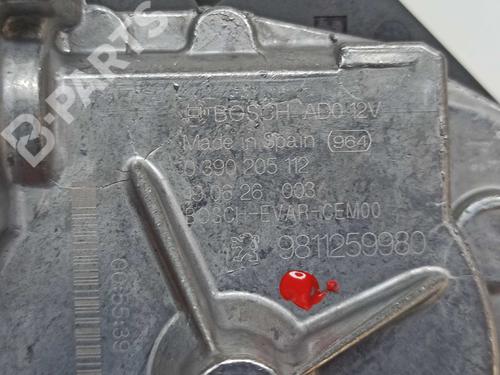 B-PARTS
BOSCH AD0 12V
Made in Spain 964
0 390 205 112
06 26 003
BOSCH-EVAR-CEM00
9811259980